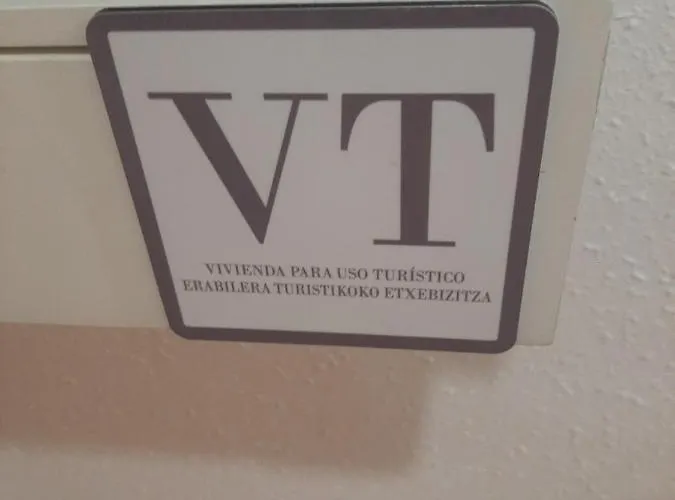 VT
VIVIENDA PARA USO TURÍSTICO
ERABILERA TURISTIKOKO ETXEBIZITZA